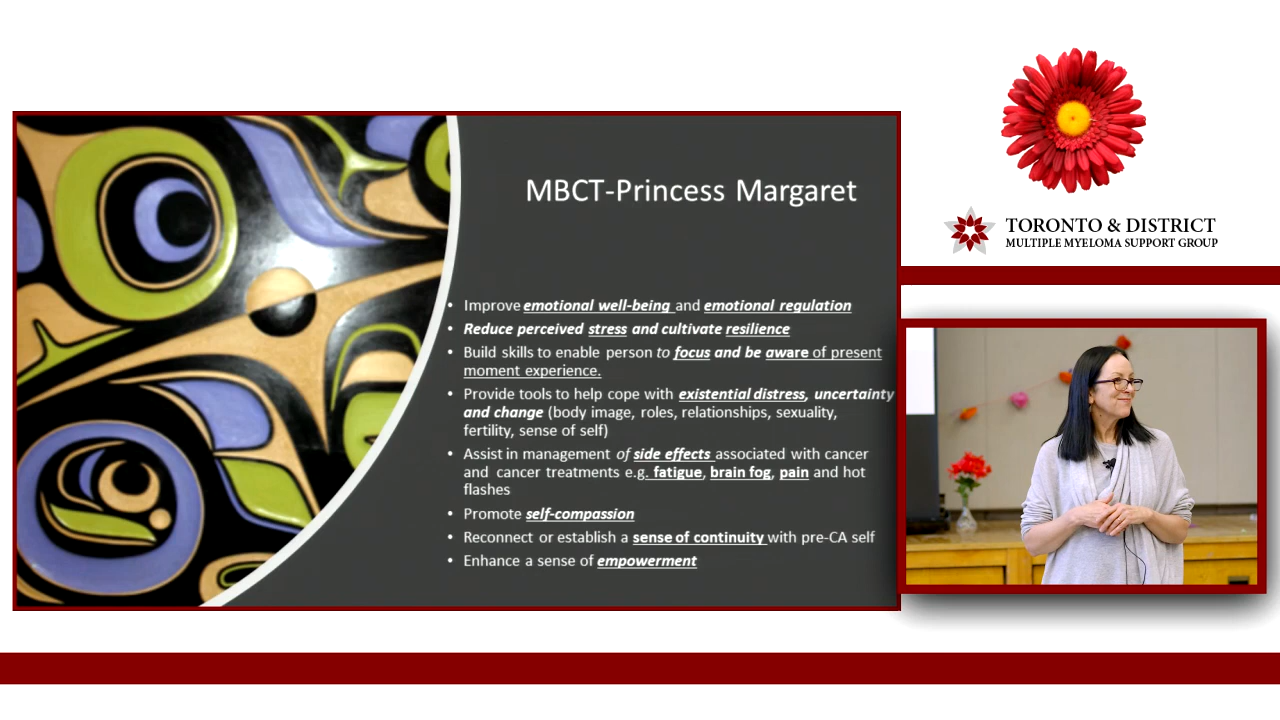 MBCT-Princess Margaret
• Improve emotional well-being and emotional regulation
• Reduce perceived stress and cultivate resilience
• Build skills to enable person to focus and be aware of present
moment experience.
• Provide tools to help cope with existential distress, uncertainty
and change (body image, roles, relationships, sexuality,
fertility, sense of self)
• Assist in management of side effects associated with cancer
and cancer treatments e.g. fatigue, brain fog, pain and hot
flashes
• Promote self-compassion
• Reconnect or establish a sense of continuity with pre-CA self
• Enhance a sense of empowerment
TORONTO & DISTRICT
MULTIPLE MYELOMA SUPPORT GROUP